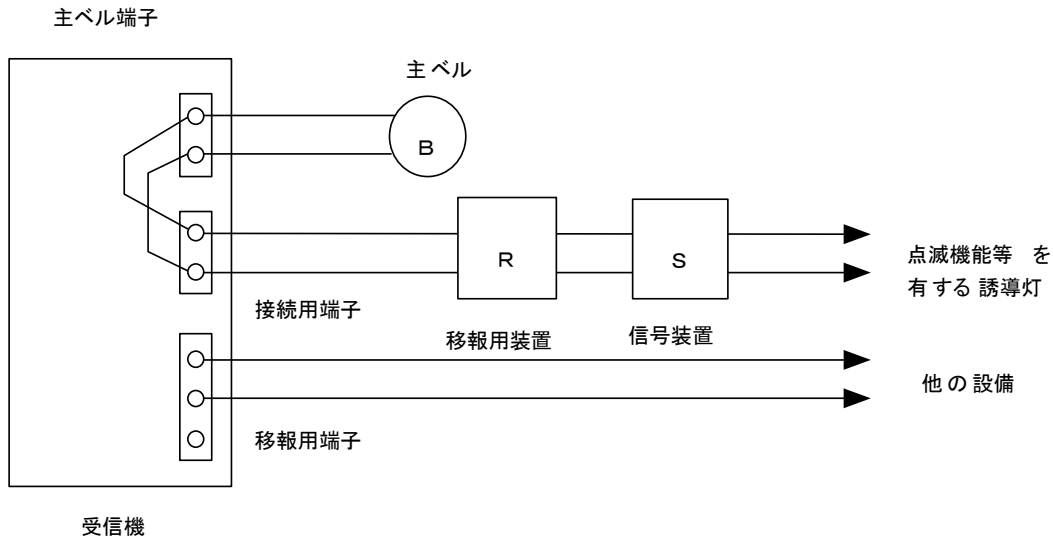 主ベル端子
主ベル
B
R
S
点滅機能等 を
有する誘導灯
接続用端子
移報用装置
信号装置
他の設備
移報用端子
受信機